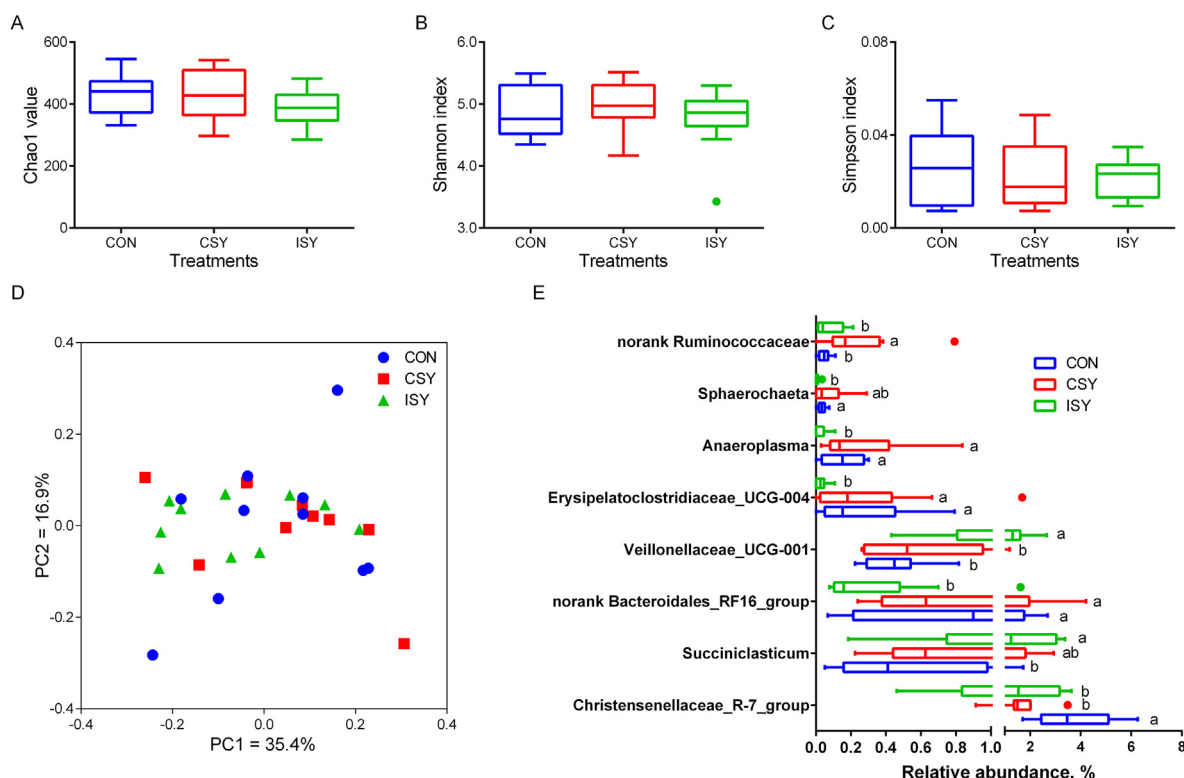 A
Chao1 value
600
400
200
0
CON
CSY
ISY
Treatments
B
Shannon index
6.0
5.0
4.0
3.0
CON
CSY
ISY
Treatments
C
Simpson index
0.08
0.04
0.00
CON
CSY
ISY
Treatments
D
PC2 = 16.9%
0.4
0.2
0.0
-0.2
-0.4
CON
CSY
ISY
-0.4
-0.2
0.0
0.2
0.4
PC1 = 35.4%
E
norank Ruminococcaceae
b
a
b
Sphaerochaeta
b
ab
a
Anaeroplasma
b
a
a
Erysipelatoclostridiaceae_UCG-004
b
a
a
Veillonellaceae_UCG-001
a
b
b
norank Bacteroidales_RF16_group
b
a
a
Succiniclasticum
a
ab
b
Christensenellaceae_R-7_group
b
b
a
CON
CSY
ISY
0.0
0.2
0.4
0.6
0.8
1.0
2
4
6
8
Relative abundance, %